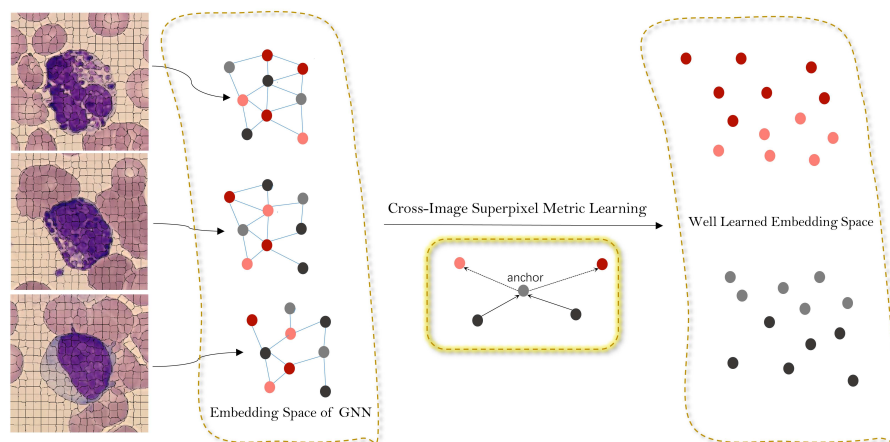 Cross-Image Superpixel Metric Learning
Well Learned Embedding Space
anchor
Embedding Space of GNN